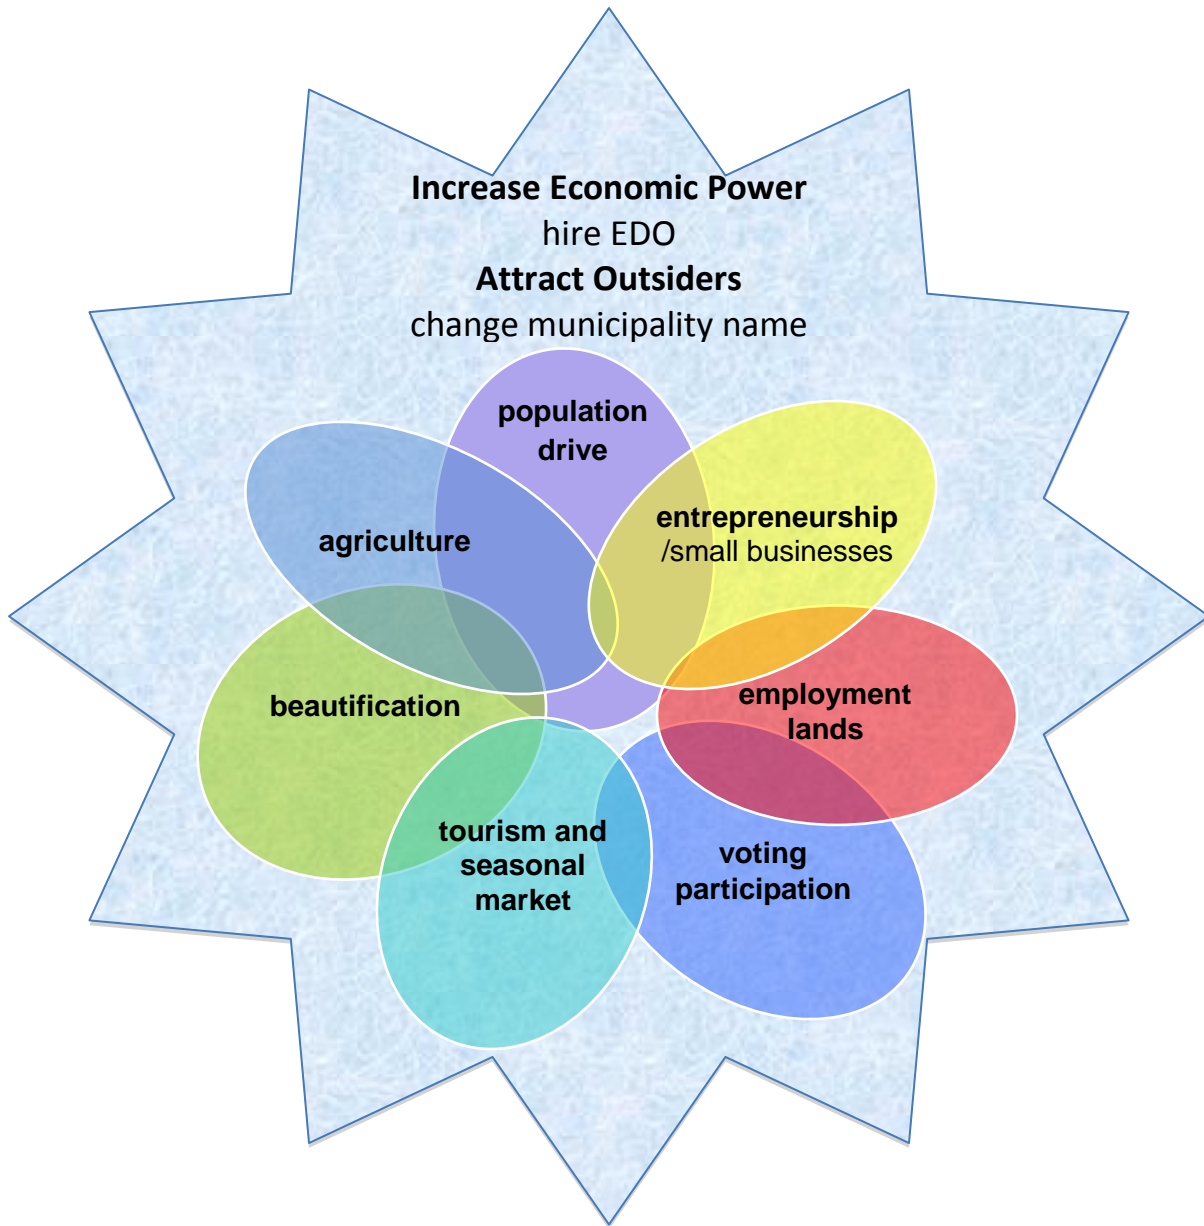 Increase Economic Power
hire EDO
Attract Outsiders
change municipality name
population
drive
entrepreneurship
/small businesses
agriculture
beautification
employment
lands
tourism and
seasonal
market
voting
participation